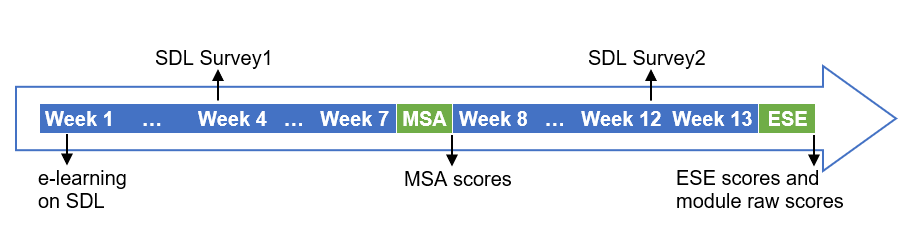 SDL Survey1 SDL Survey2
Week 1 … Week 4 … Week 7 MSA Week 8 … Week 12 Week 13 ESE
e-learning
on SDL
MSA scores
ESE scores and
module raw scores